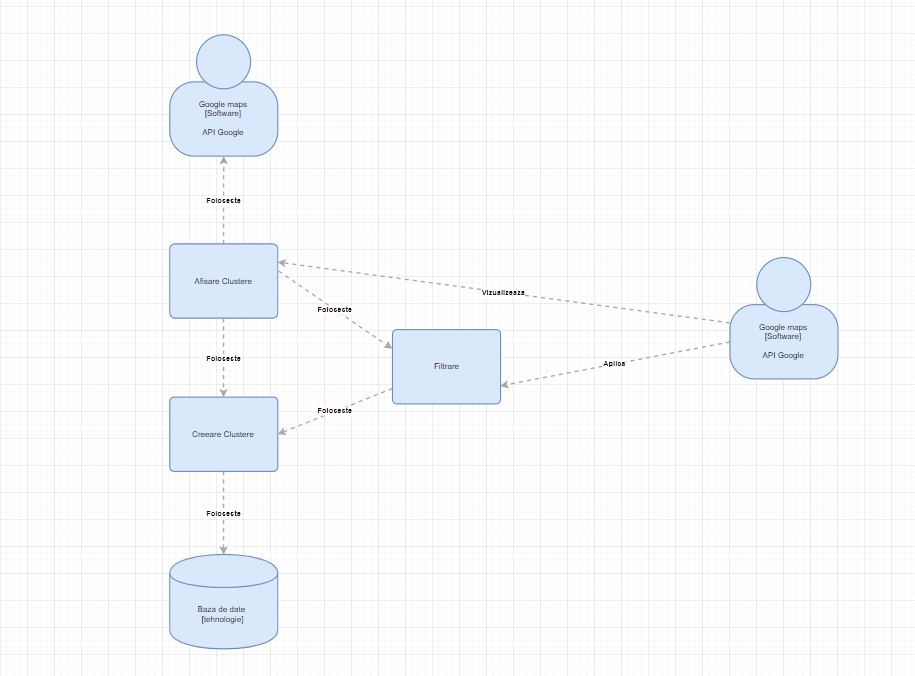 Google maps
[Software]
API Google
Foloseste
Afisare Clustere
Vizualizeaza
Foloseste
Google maps
[Software]
API Google
Foloseste
Filtrare
Aplica
Foloseste
Creeare Clustere
Foloseste
Baza de date
[tehnologie]